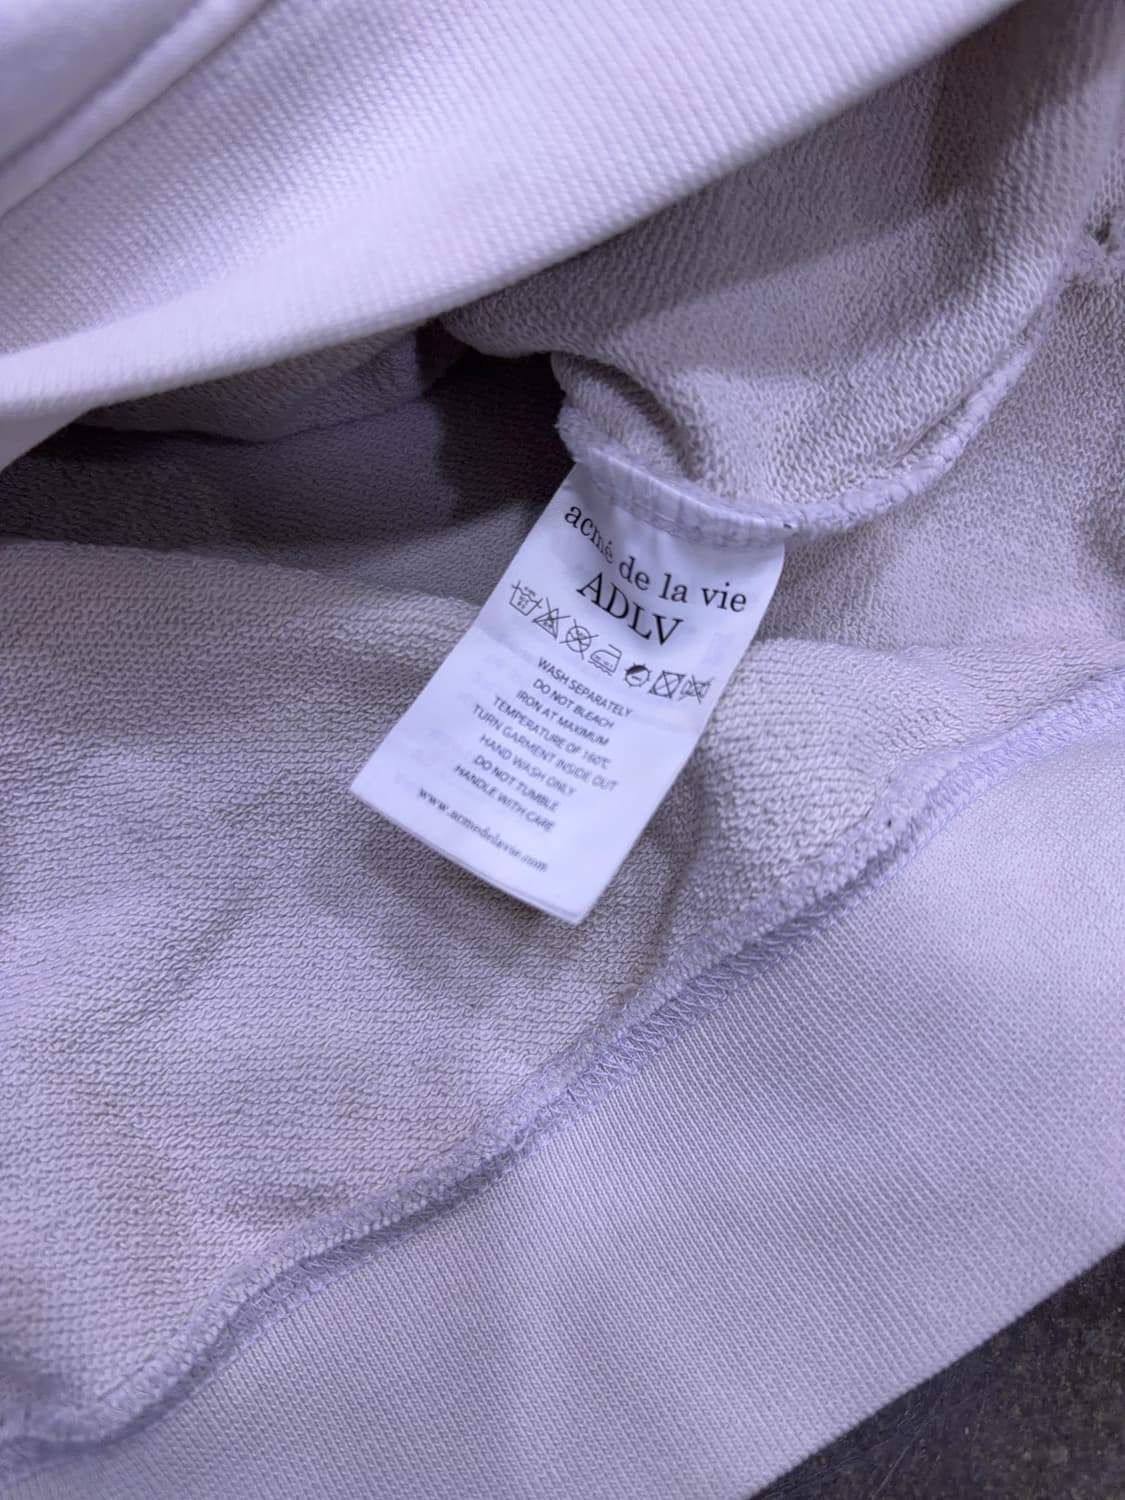 acmé de la vie
ADLV
WASH SEPARATELY
DO NOT BLEACH
IRON AT MAXIMUM
TEMPERATURE OF 160℃
TURN GARMENT INSIDE OUT
HAND WASH ONLY
DO NOT TUMBLE
HANDLE WITH CARE
www.acmedelavie.com